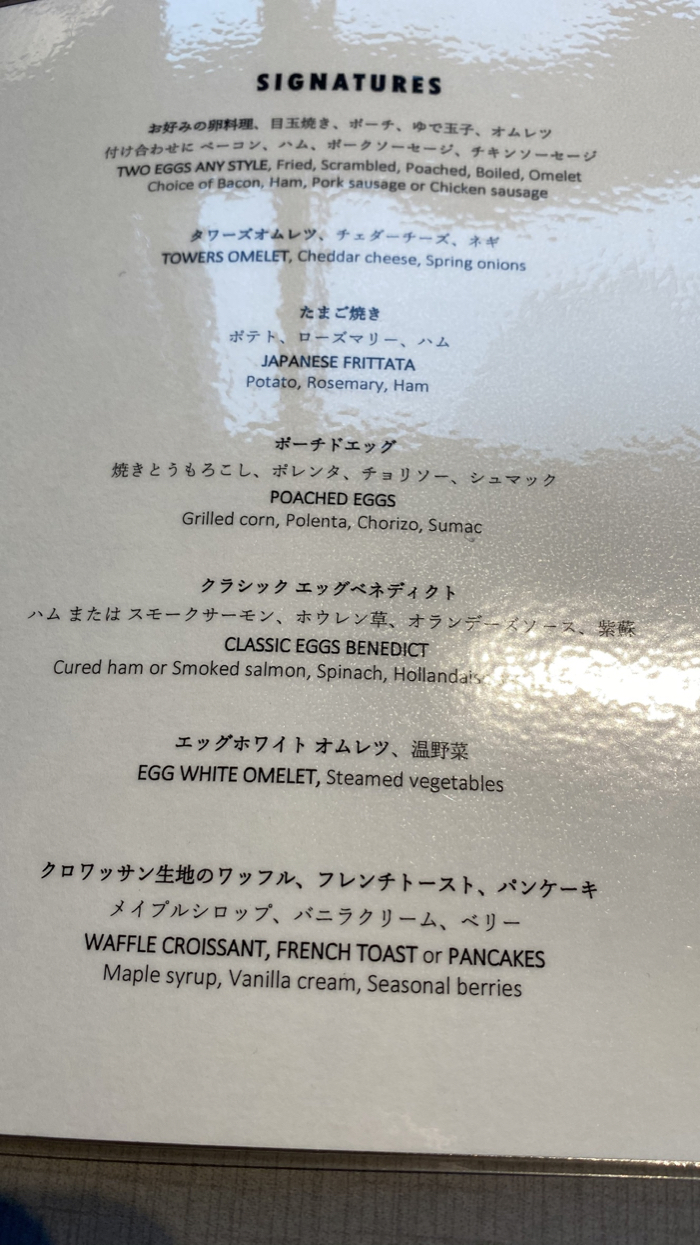 SIGNATURES
お好みの卵料理、目玉焼き、ポーチ、ゆで玉子、オムレツ
付け合わせに ベーコン、ハム、ポークソーセージ、チキンソーセージ
TWO EGGS ANY STYLE, Fried, Scrambled, Poached, Boiled, Omelet
Choice of Bacon, Ham, Pork sausage or Chicken sausage
タワーズオムレツ、チェダーチーズ、ネギ
TOWERS OMELET, Cheddar cheese, Spring onions
たまご焼き
ポテト、ローズマリー、ハム
JAPANESE FRITTATA
Potato, Rosemary, Ham
ポーチドエッグ
焼きとうもろこし、ポレンタ、チョリソー、シュマック
POACHED EGGS
Grilled corn, Polenta, Chorizo, Sumac
クラシック エッグベネディクト
ハム または スモークサーモン、ホウレン草、オランデーズソース、紫蘇
CLASSIC EGGS BENEDICT
Cured ham or Smoked salmon, Spinach,
エッグホワイト オムレツ、温野菜
EGG WHITE OMELET, Steamed vegetables
クロワッサン生地のワッフル、フレンチトースト、パンケーキ
メイプルシロップ、バニラクリーム、ベリー
WAFFLE CROISSANT, FRENCH TOAST or PANCAKES
Maple syrup, Vanilla cream, Seasonal berries